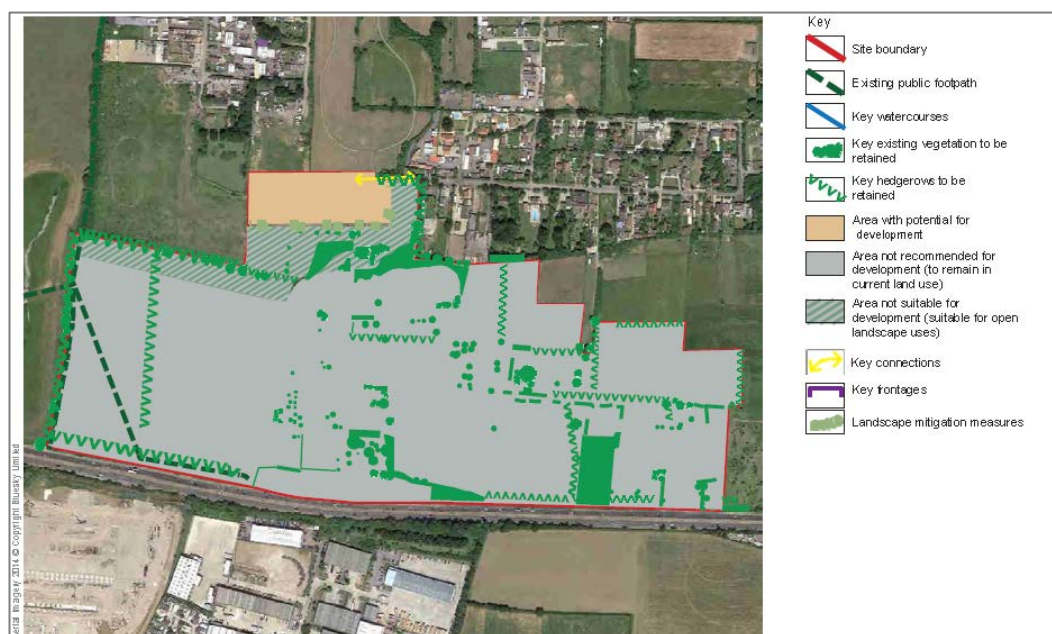 Key
Site boundary
Existing public footpath
Key watercourses
Key existing vegetation to be
retained
Key hedgerows to be
retained
Area with potential for
development
Area not recommended for
development (to remain in
current land use)
Area not suitable for
development (suitable for open
landscape uses)
Key connections
Key frontages
Landscape mitigation measures
erial Imagery 2014 © Copyright Bluesky Limited